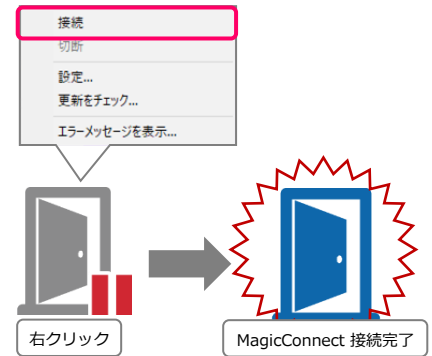 接続
切断
設定...
更新をチェック...
エラーメッセージを表示...
右クリック
MagicConnect 接続完了